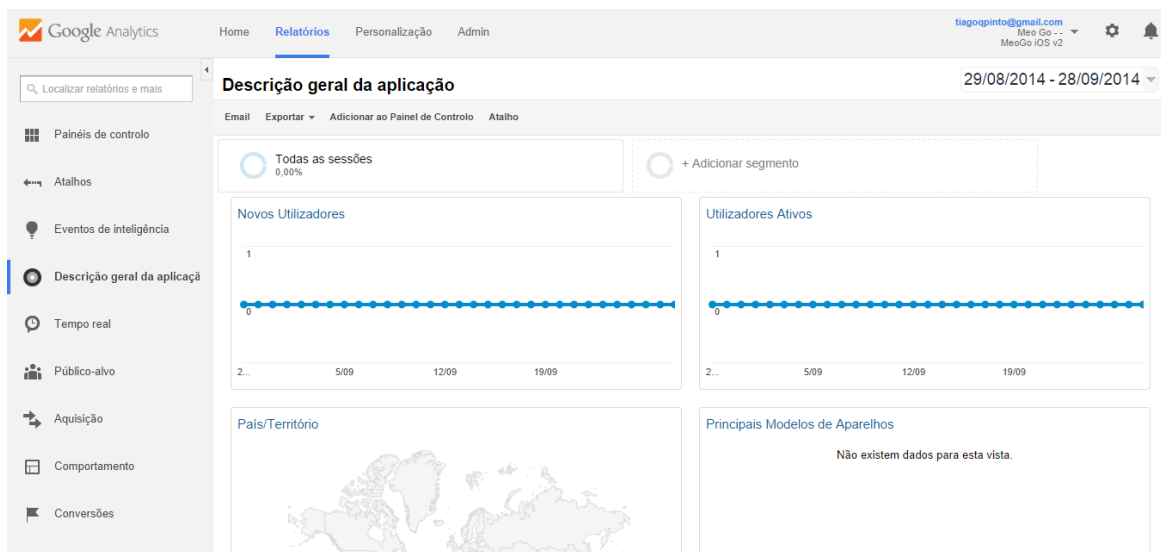 Google Analytics
Home Relatórios Personalização Admin
tiagoqpinto@gmail.com
Meo Go - -
MeoGo iOS v2
Localizar relatórios e mais
Descrição geral da aplicação
29/08/2014 - 28/09/2014
Email Exportar Adicionar ao Painel de Controlo Atalho
Painéis de controlo
Atalhos
Eventos de inteligência
Descrição geral da aplicaçã
Tempo real
Público-alvo
Aquisição
Comportamento
Conversões
Todas as sessões
0,00%
+ Adicionar segmento
Novos Utilizadores
1
0
2... 5/09 12/09 19/09
Utilizadores Ativos
1
0
2... 5/09 12/09 19/09
País/Território
Principais Modelos de Aparelhos
Não existem dados para esta vista.